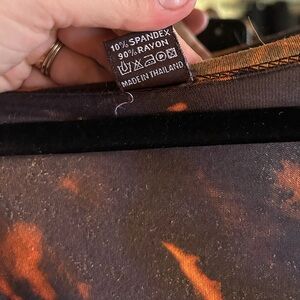 10% SPANDEX
90% RAYON
MADE IN THAILAND